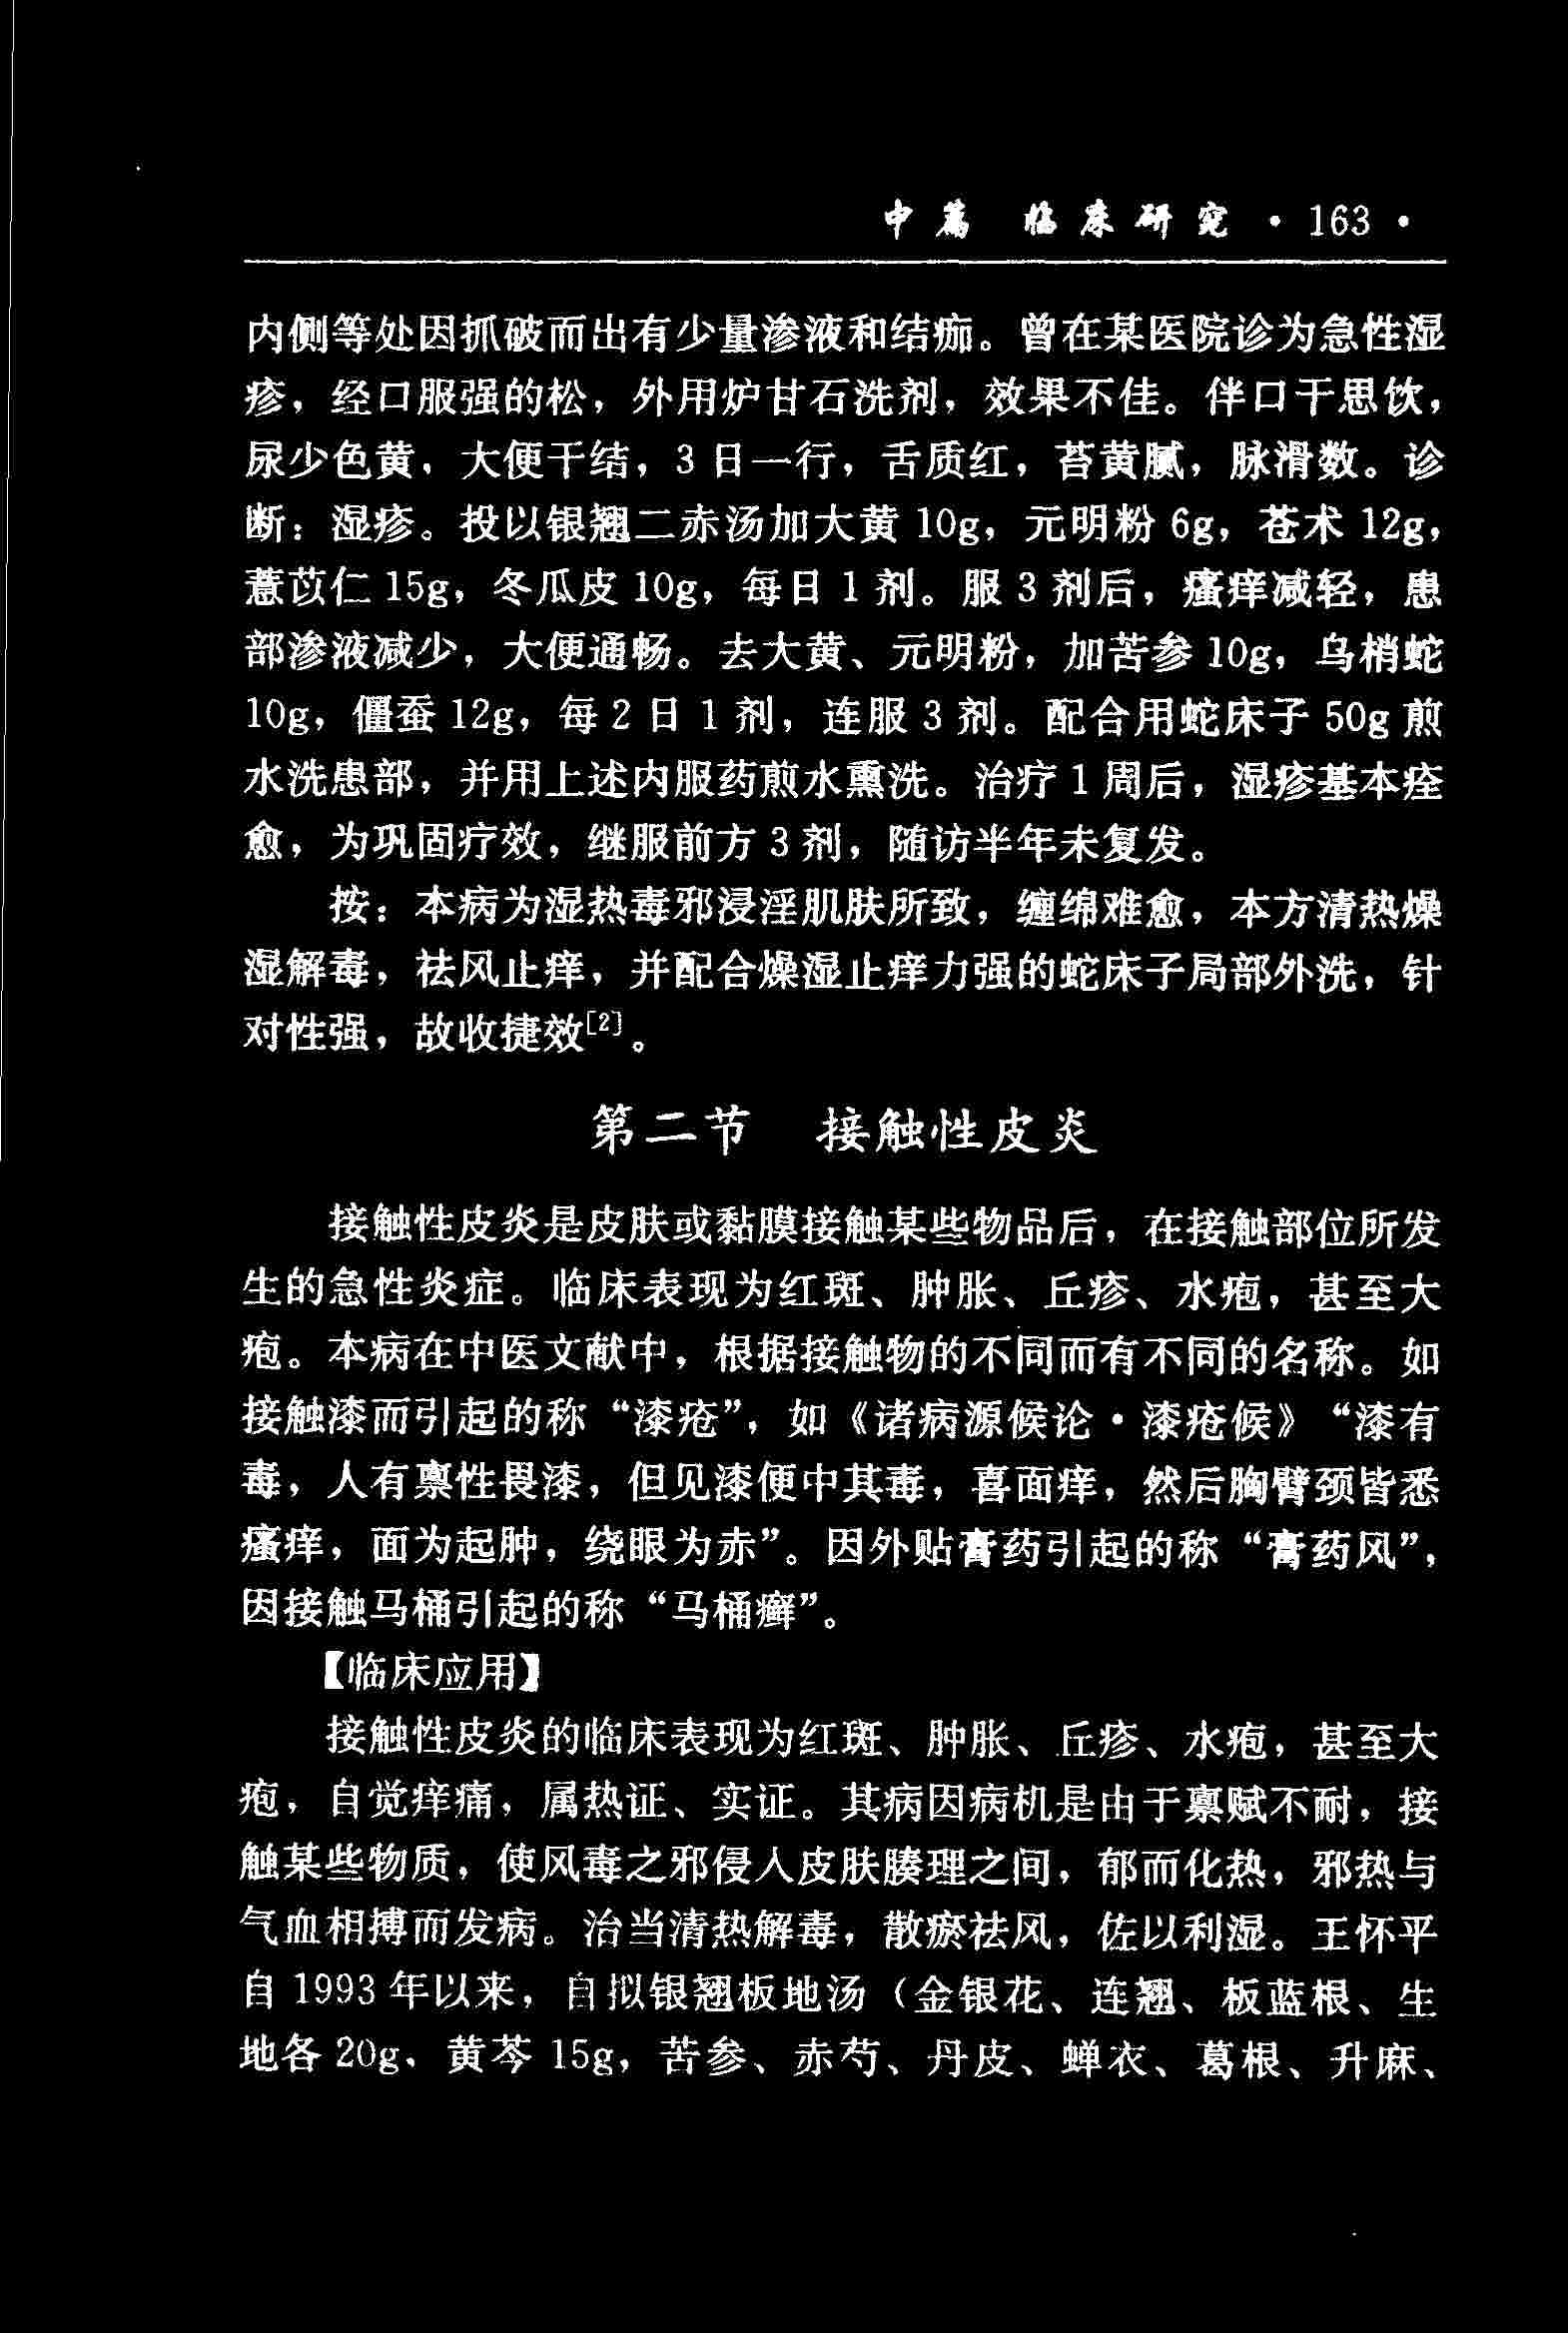 中篇 临床研究 · 163 ·
内侧等处因抓破而出有少量渗液和结痂。曾在某医院诊为急性湿
疹，经口服强的松，外用炉甘石洗剂，效果不佳。伴口干思饮，
尿少色黄，大便干结，3 日一行，舌质红，苔黄腻，脉滑数。诊
断：湿疹。投以银翘二赤汤加大黄 10g，元明粉 6g，苍术 12g，
薏苡仁 15g，冬瓜皮 10g，每日 1 剂。服 3 剂后，瘙痒减轻，患
部渗液减少，大便通畅。去大黄、元明粉，加苦参 10g，乌梢蛇
10g，僵蚕 12g，每 2 日 1 剂，连服 3 剂。配合用蛇床子 50g 煎
水洗患部，并用上述内服药煎水熏洗。治疗 1 周后，湿疹基本痊
愈，为巩固疗效，继服前方 3 剂，随访半年未复发。
按：本病为湿热毒邪浸淫肌肤所致，缠绵难愈，本方清热燥
湿解毒，祛风止痒，并配合燥湿止痒力强的蛇床子局部外洗，针
对性强，故收捷效[2]。
第二节 接触性皮炎
接触性皮炎是皮肤或黏膜接触某些物品后，在接触部位所发
生的急性炎症。临床表现为红斑、肿胀、丘疹、水疱，甚至大
疱。本病在中医文献中，根据接触物的不同而有不同的名称。如
接触漆而引起的称“漆疮”，如《诸病源候论·漆疮候》“漆有
毒，人有禀性畏漆，但见漆便中其毒，喜面痒，然后胸臂颈皆悉
瘙痒，面为起肿，绕眼为赤”。因外贴膏药引起的称“膏药风”，
因接触马桶引起的称“马桶癣”。
【临床应用】
接触性皮炎的临床表现为红斑、肿胀、丘疹、水疱，甚至大
疱，自觉痒痛，属热证、实证。其病因病机是由于禀赋不耐，接
触某些物质，使风毒之邪侵入皮肤腠理之间，郁而化热，邪热与
气血相搏而发病。治当清热解毒，散瘀祛风，佐以利湿。王怀平
自 1993 年以来，自拟银翘板地汤（金银花、连翘、板蓝根、生
地各 20g，黄芩 15g，苦参、赤芍、丹皮、蝉衣、葛根、升麻、